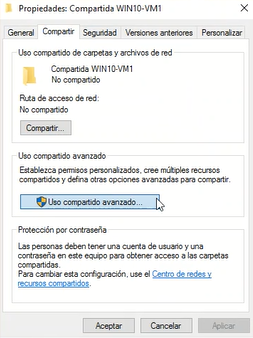 Propiedades: Compartida WIN10-VM1
General
Compartir
Seguridad
Versiones anteriores
Personalizar
Uso compartido de carpetas y archivos de red
Compartida WIN10-VM1
No compartido
Ruta de acceso de red:
No compartido
Compartir...
Uso compartido avanzado
Establezca permisos personalizados, cree múltiples recursos
compartidos y defina otras opciones avanzadas para compartir.
Uso compartido avanzado...
Protección por contraseña
Las personas deben tener una cuenta de usuario y una
contraseña en este equipo para obtener acceso a las carpetas
compartidas.
Para cambiar esta configuración, use el Centro de redes y
recursos compartidos.
Aceptar
Cancelar
Aplicar